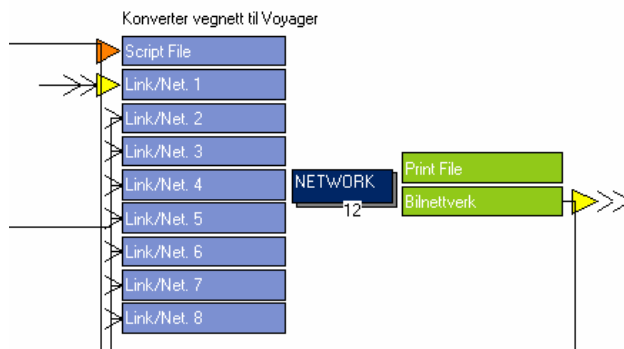 Konverter vegnett til Voyager
Script File
Link/Net. 1
Link/Net. 2
Link/Net. 3
Link/Net. 4
Link/Net. 5
Link/Net. 6
Link/Net. 7
Link/Net. 8
NETWORK
12
Print File
Bilnettverk